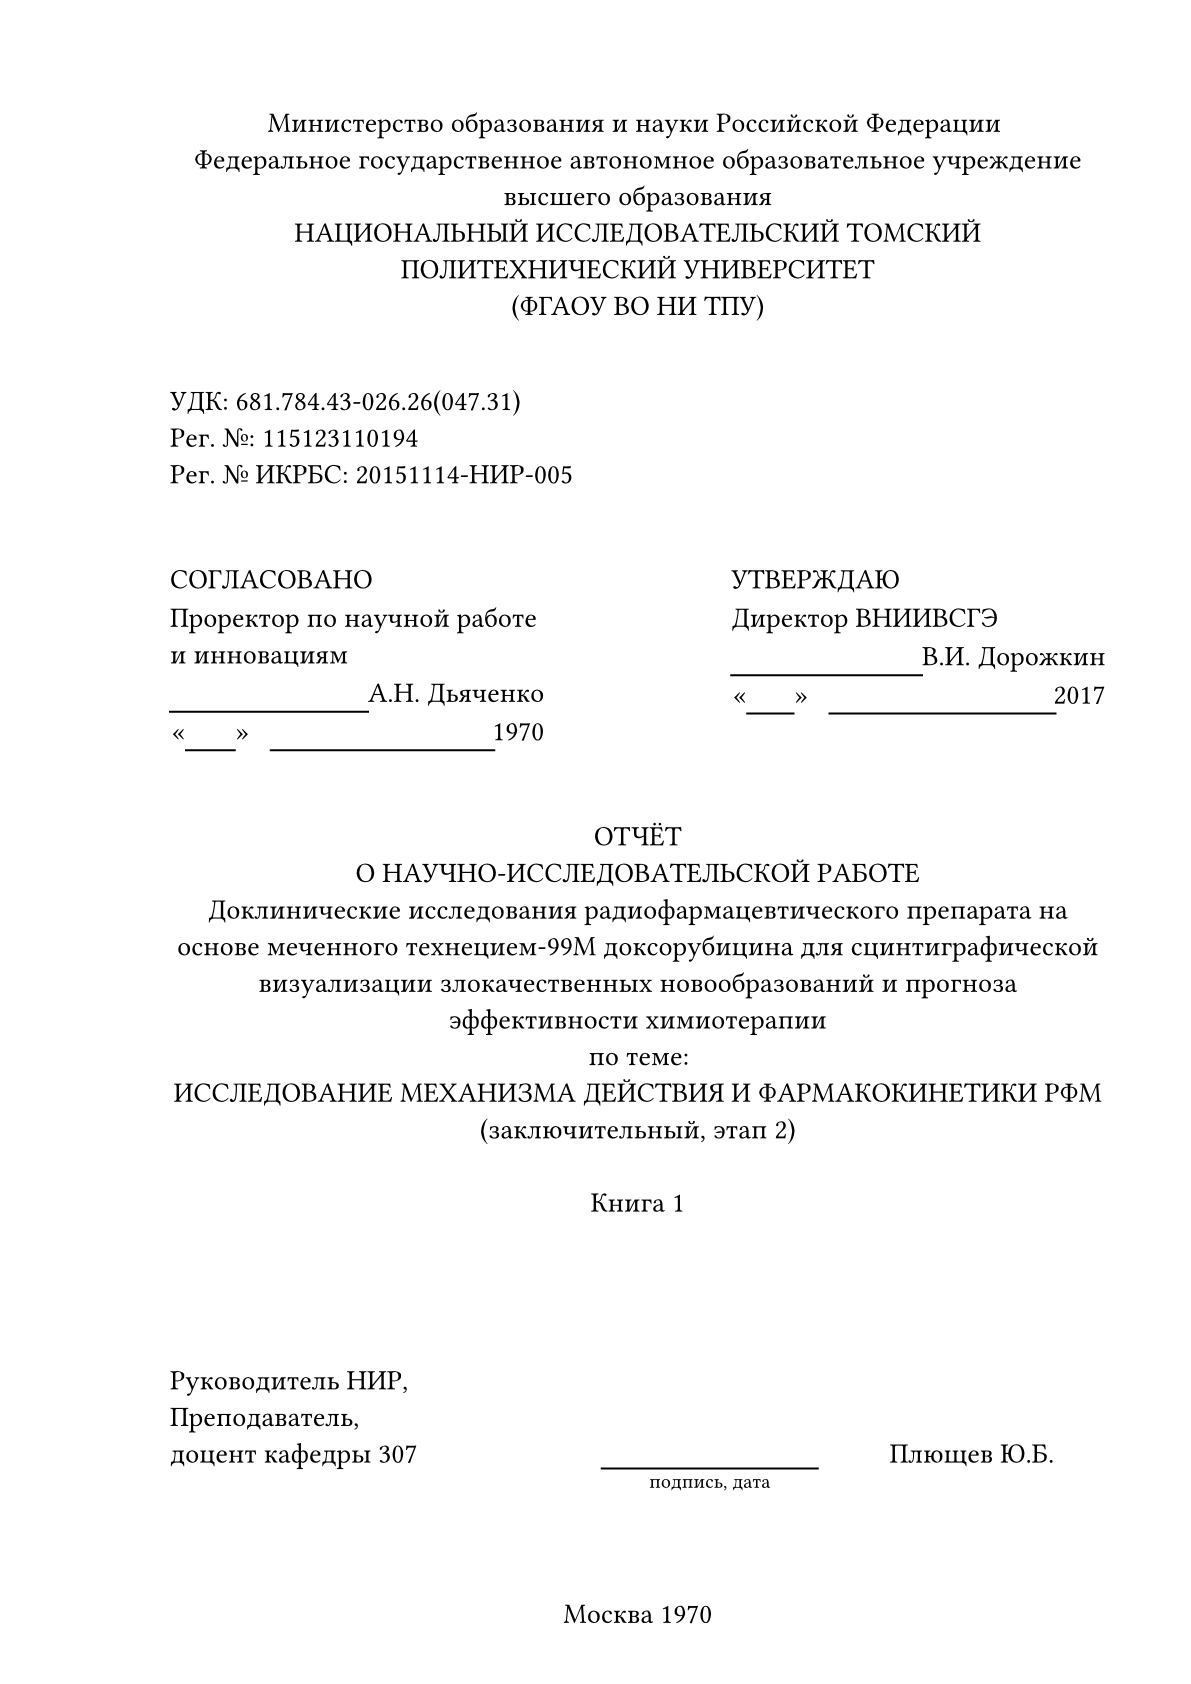 Министерство образования и науки Российской Федерации
Федеральное государственное автономное образовательное учреждение
высшего образования
НАЦИОНАЛЬНЫЙ ИССЛЕДОВАТЕЛЬСКИЙ ТОМСКИЙ
ПОЛИТЕХНИЧЕСКИЙ УНИВЕРСИТЕТ
(ФГАОУ ВО НИ ТПУ)
УДК: 681.784.43-026.26(047.31)
Рег. №: 115123110194
Рег. № ИКРБС: 20151114-НИР-005
СОГЛАСОВАНО
Проректор по научной работе
и инновациям
А.Н. Дьяченко
«___» ______________1970
УТВЕРЖДАЮ
Директор ВНИИВСГЭ
В.И. Дорожкин
«___» ______________2017
ОТЧЁТ
О НАУЧНО-ИССЛЕДОВАТЕЛЬСКОЙ РАБОТЕ
Доклинические исследования радиофармацевтического препарата на
основе меченного технецием-99М доксорубицина для сцинтиграфической
визуализации злокачественных новообразований и прогноза
эффективности химиотерапии
по теме:
ИССЛЕДОВАНИЕ МЕХАНИЗМА ДЕЙСТВИЯ И ФАРМАКОКИНЕТИКИ РФМ
(заключительный, этап 2)
Книга 1
Руководитель НИР,
Преподаватель,
доцент кафедры 307
подпись, дата
Плющев Ю.Б.
Москва 1970